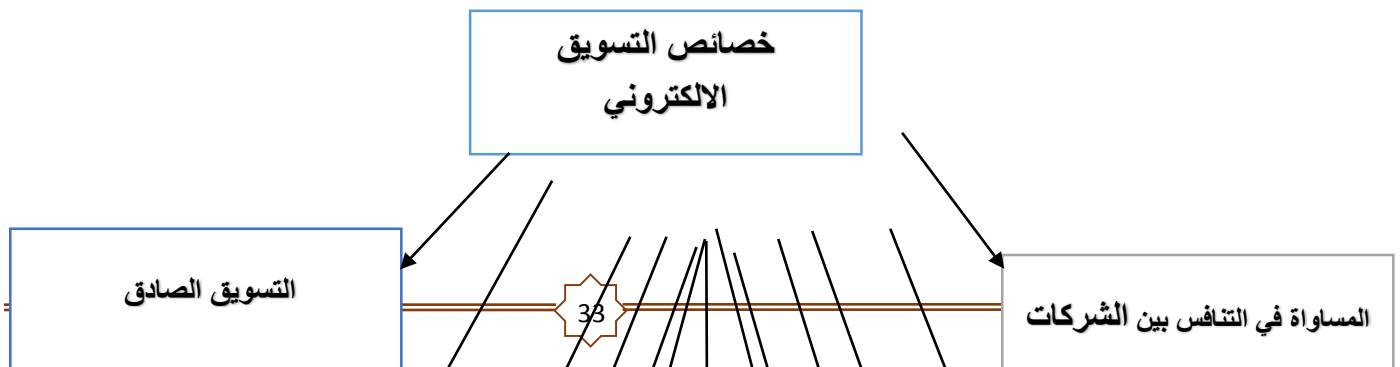 خصائص التسويق
الالكتروني
المساواة في التنافس بين الشركات
التسويق الصادق
33